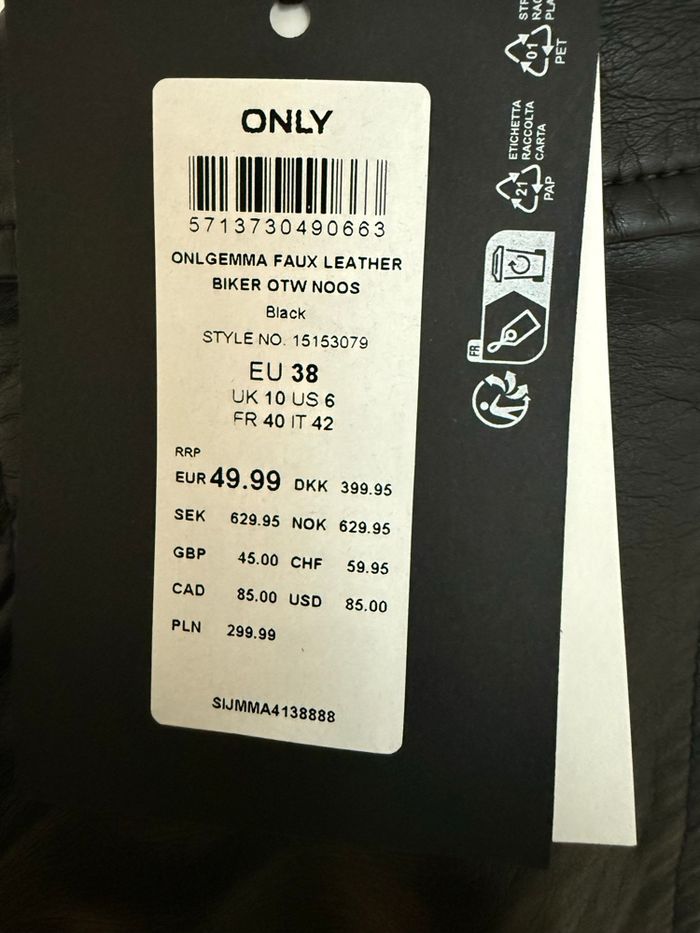 ONLY
5713730490663
ONLGEMMA FAUX LEATHER
BIKER OTW NOOS
Black
STYLE NO. 15153079
EU 38
UK 10 US 6
FR 40 IT 42
RRP
EUR 49.99 DKK 399.95
SEK 629.95 NOK 629.95
GBP 45.00 CHF 59.95
CAD 85.00 USD 85.00
PLN 299.99
SIJMMA4138888
01
PET
ETICHETTA
RACCOLTA
CARTA
21
PAP
FR